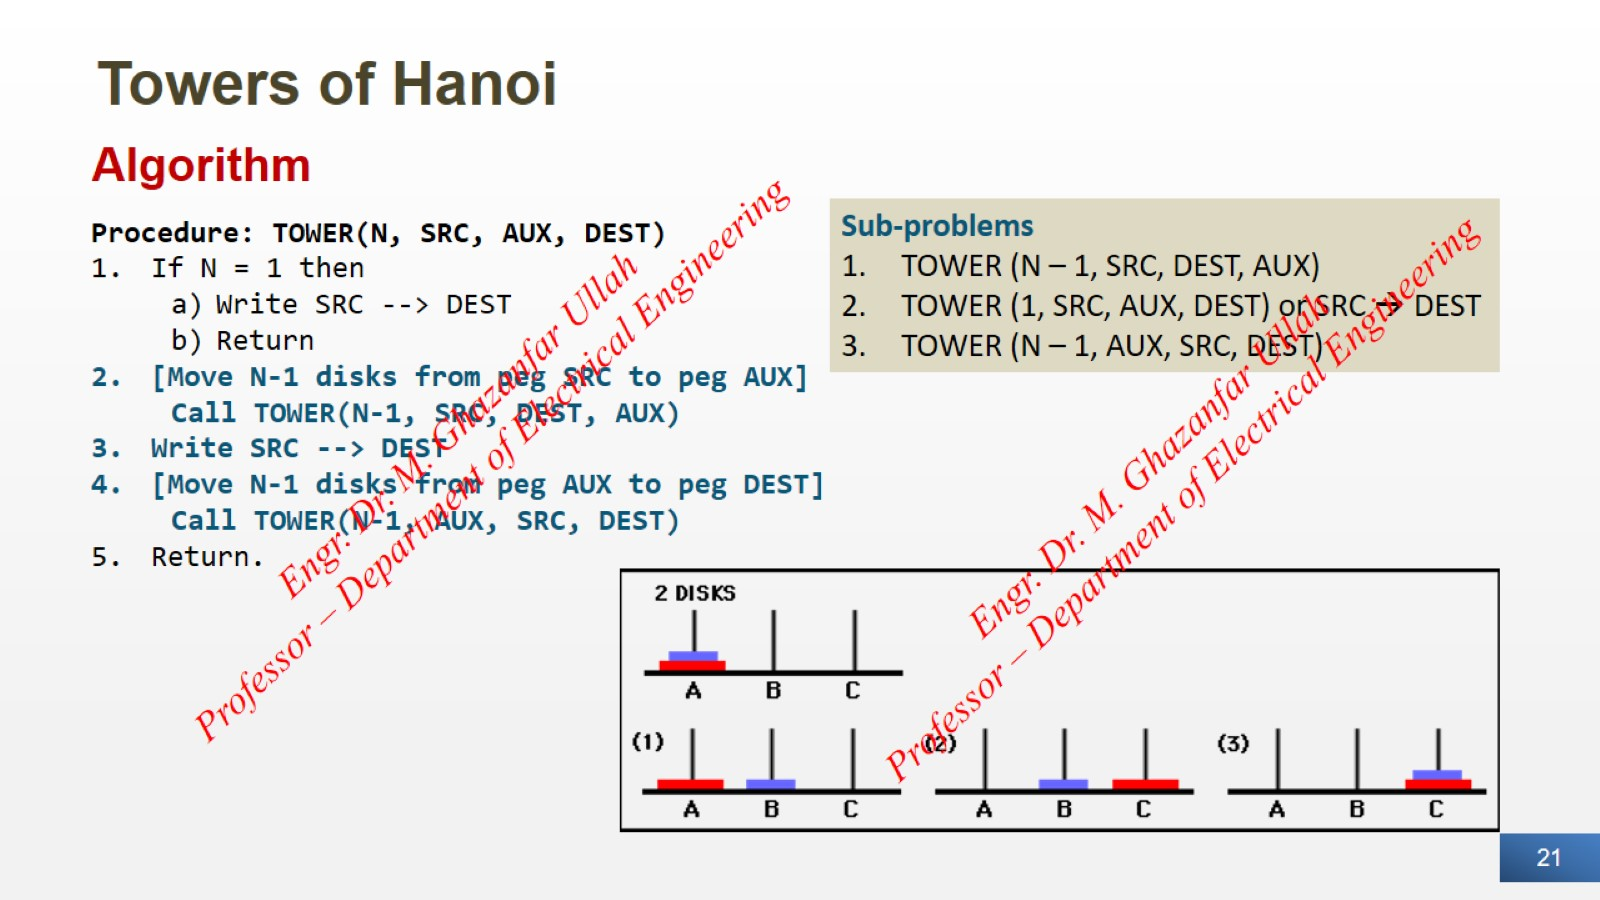 Towers of Hanoi
Algorithm
Procedure: TOWER(N, SRC, AUX, DEST)
1. If N = 1 then
a) Write SRC --> DEST
b) Return
2. [Move N-1 disks from peg SRC to peg AUX]
Call TOWER(N-1, SRC, DEST, AUX)
3. Write SRC --> DEST
4. [Move N-1 disks from peg AUX to peg DEST]
Call TOWER(N-1, AUX, SRC, DEST)
5. Return.
Sub-problems
1. TOWER (N – 1, SRC, DEST, AUX)
2. TOWER (1, SRC, AUX, DEST) or SRC → DEST
3. TOWER (N – 1, AUX, SRC, DEST)
Engr. Dr. M. Ghazanfar Ullah
Professor – Department of Electrical Engineering
Engr. Dr. M. Ghazanfar Ullah
Professor – Department of Electrical Engineering
2 DISKS
A B C
(1) (2) (3)
A B C A B C A B C
21